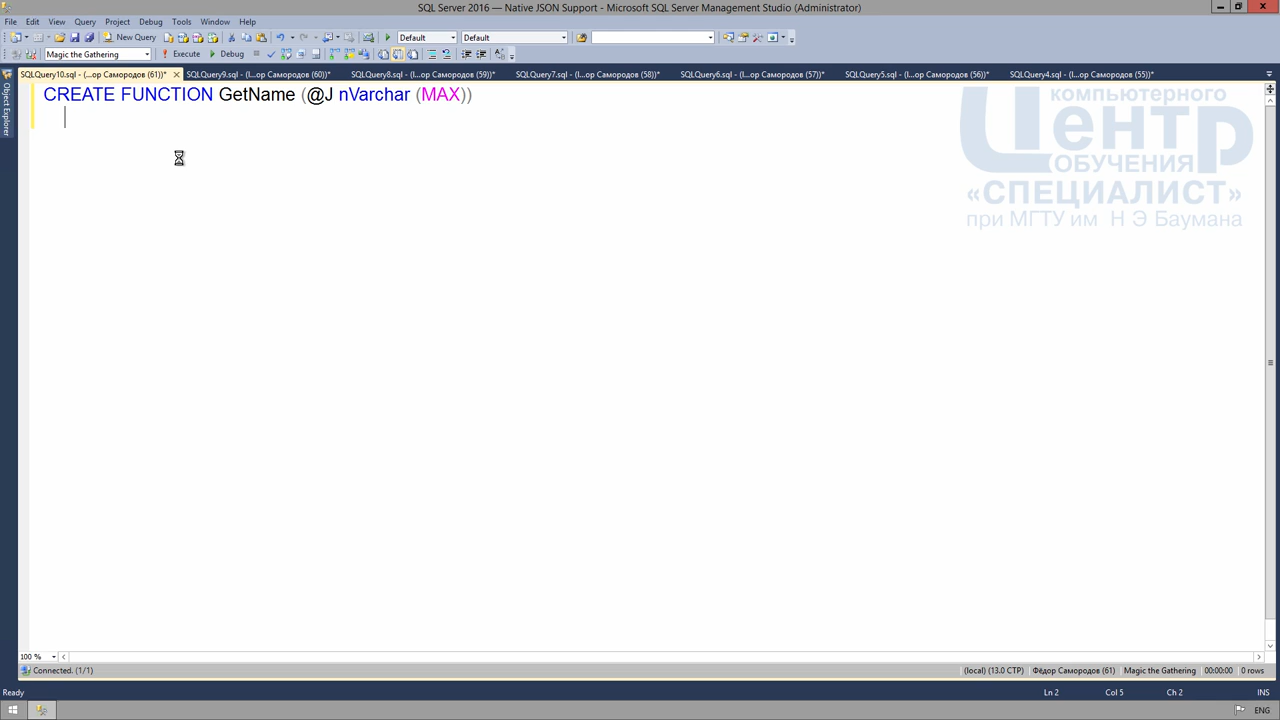 SQL Server 2016 — Native JSON Support - Microsoft SQL Server Management Studio (Administrator)
File Edit View Query Project Debug Tools Window Help
New Query
Default Default
Magic the Gathering Execute Debug
SQLQuery10.sql - (l...ор Самородов (61))* SQLQuery9.sql - (l...ор Самородов (60))* SQLQuery8.sql - (l...ор Самородов (59))* SQLQuery7.sql - (l...ор Самородов (58))* SQLQuery6.sql - (l...ор Самородов (57))* SQLQuery5.sql - (l...ор Самородов (56))* SQLQuery4.sql - (l...ор Самородов (55))*
Object Explorer
CREATE FUNCTION GetName (@J nVarchar (MAX))
компьютерного
Центр
ОБУЧЕНИЯ
«СПЕЦИАЛИСТ»
при МГТУ им Н Э Баумана
100 %
Connected. (1/1) (local) (13.0 CTP) Фёдор Самородов (61) Magic the Gathering 00:00:00 0 rows
Ready Ln 2 Col 5 Ch 2 INS
ENG